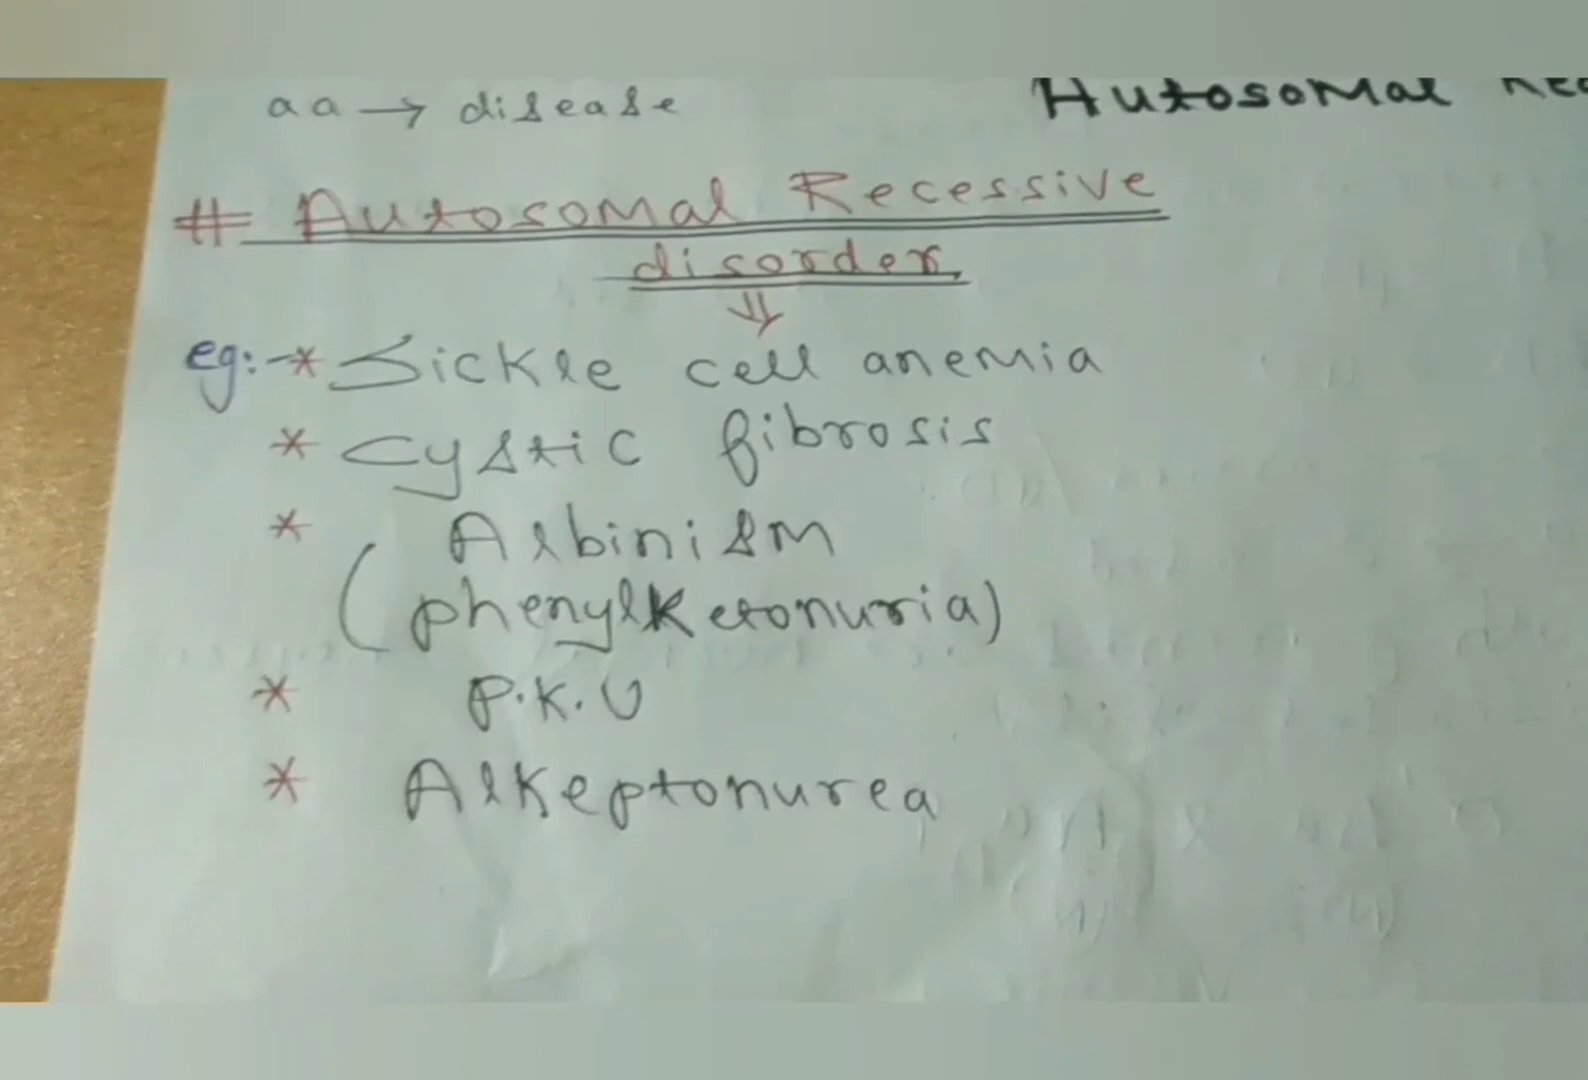 aa → disease
Autosomal
# Autosomal Recessive
disorder
eg:- * Sickle cell anemia
* Cystic fibrosis
* Albinism
(phenylketonuria)
* P.K.U
* Alkeptonurea